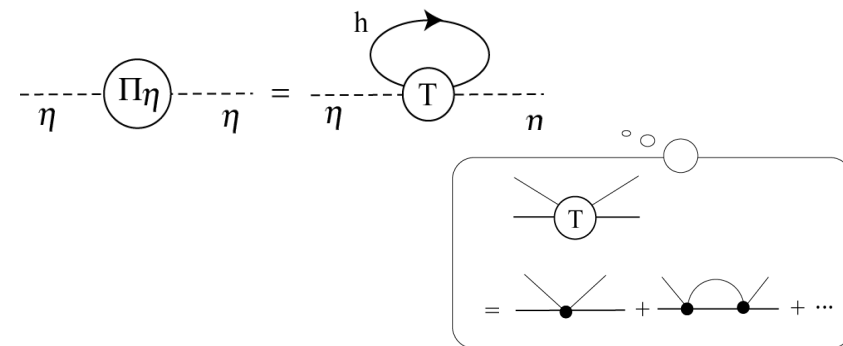 h
Πη = T
η η η n
T
= + + ...